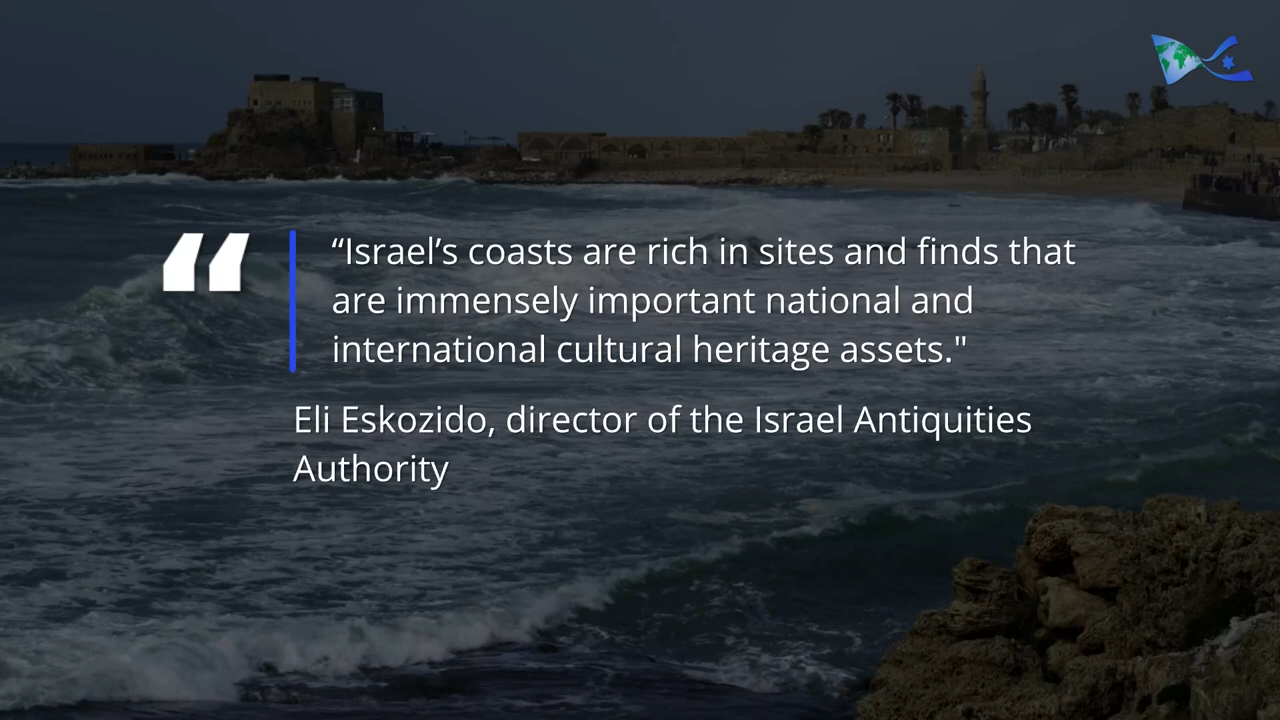 “Israel’s coasts are rich in sites and finds that
are immensely important national and
international cultural heritage assets."
Eli Eskozido, director of the Israel Antiquities
Authority